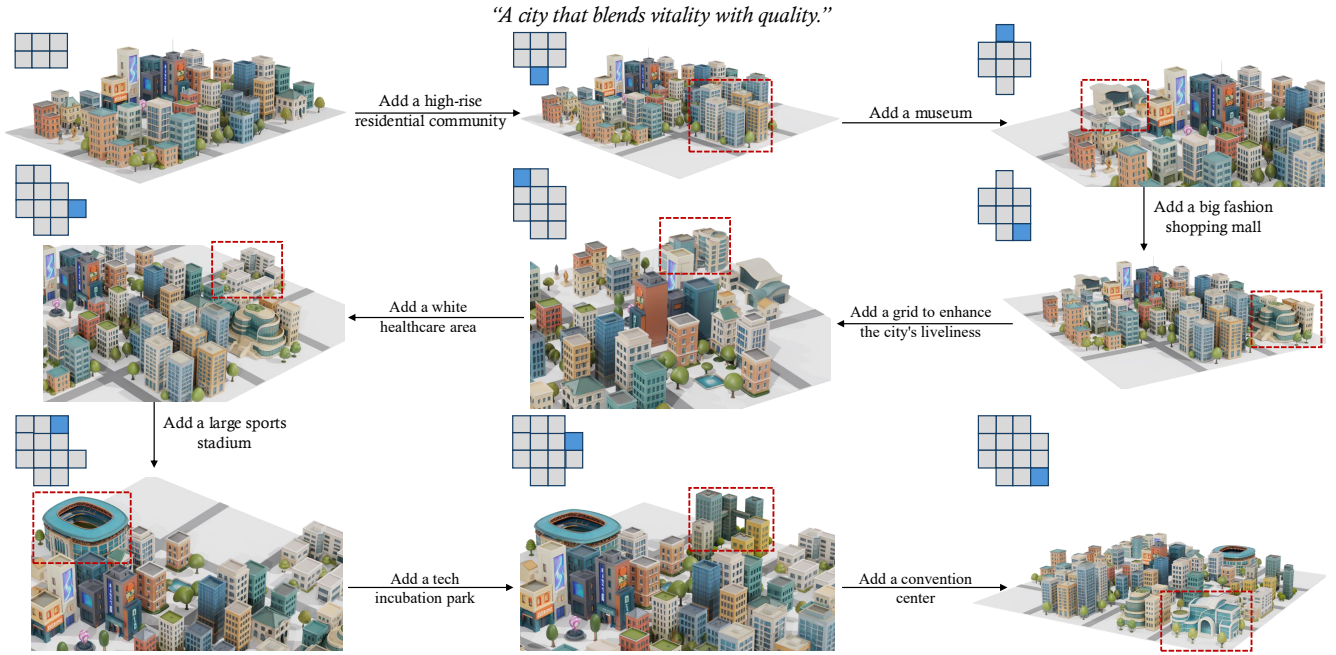 “A city that blends vitality with quality.”
Add a high-rise
residential community
Add a museum
Add a big fashion
shopping mall
Add a grid to enhance
the city's liveliness
Add a white
healthcare area
Add a large sports
stadium
Add a tech
incubation park
Add a convention
center